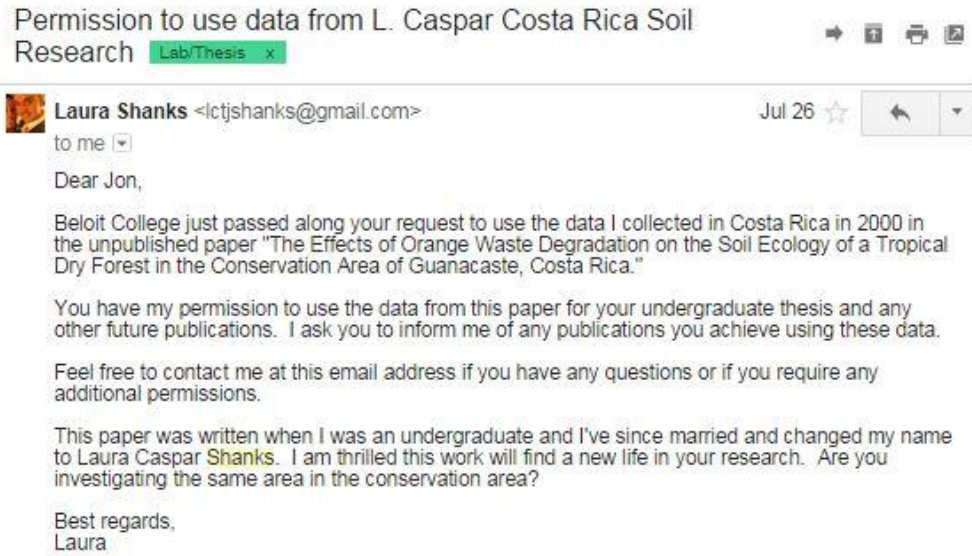 Permission to use data from L. Caspar Costa Rica Soil
Research Lab/Thesis x
Laura Shanks <lctjshanks@gmail.com> Jul 26
to me
Dear Jon,
Beloit College just passed along your request to use the data I collected in Costa Rica in 2000 in
the unpublished paper "The Effects of Orange Waste Degradation on the Soil Ecology of a Tropical
Dry Forest in the Conservation Area of Guanacaste, Costa Rica."
You have my permission to use the data from this paper for your undergraduate thesis and any
other future publications. I ask you to inform me of any publications you achieve using these data.
Feel free to contact me at this email address if you have any questions or if you require any
additional permissions.
This paper was written when I was an undergraduate and I've since married and changed my name
to Laura Caspar Shanks. I am thrilled this work will find a new life in your research. Are you
investigating the same area in the conservation area?
Best regards,
Laura